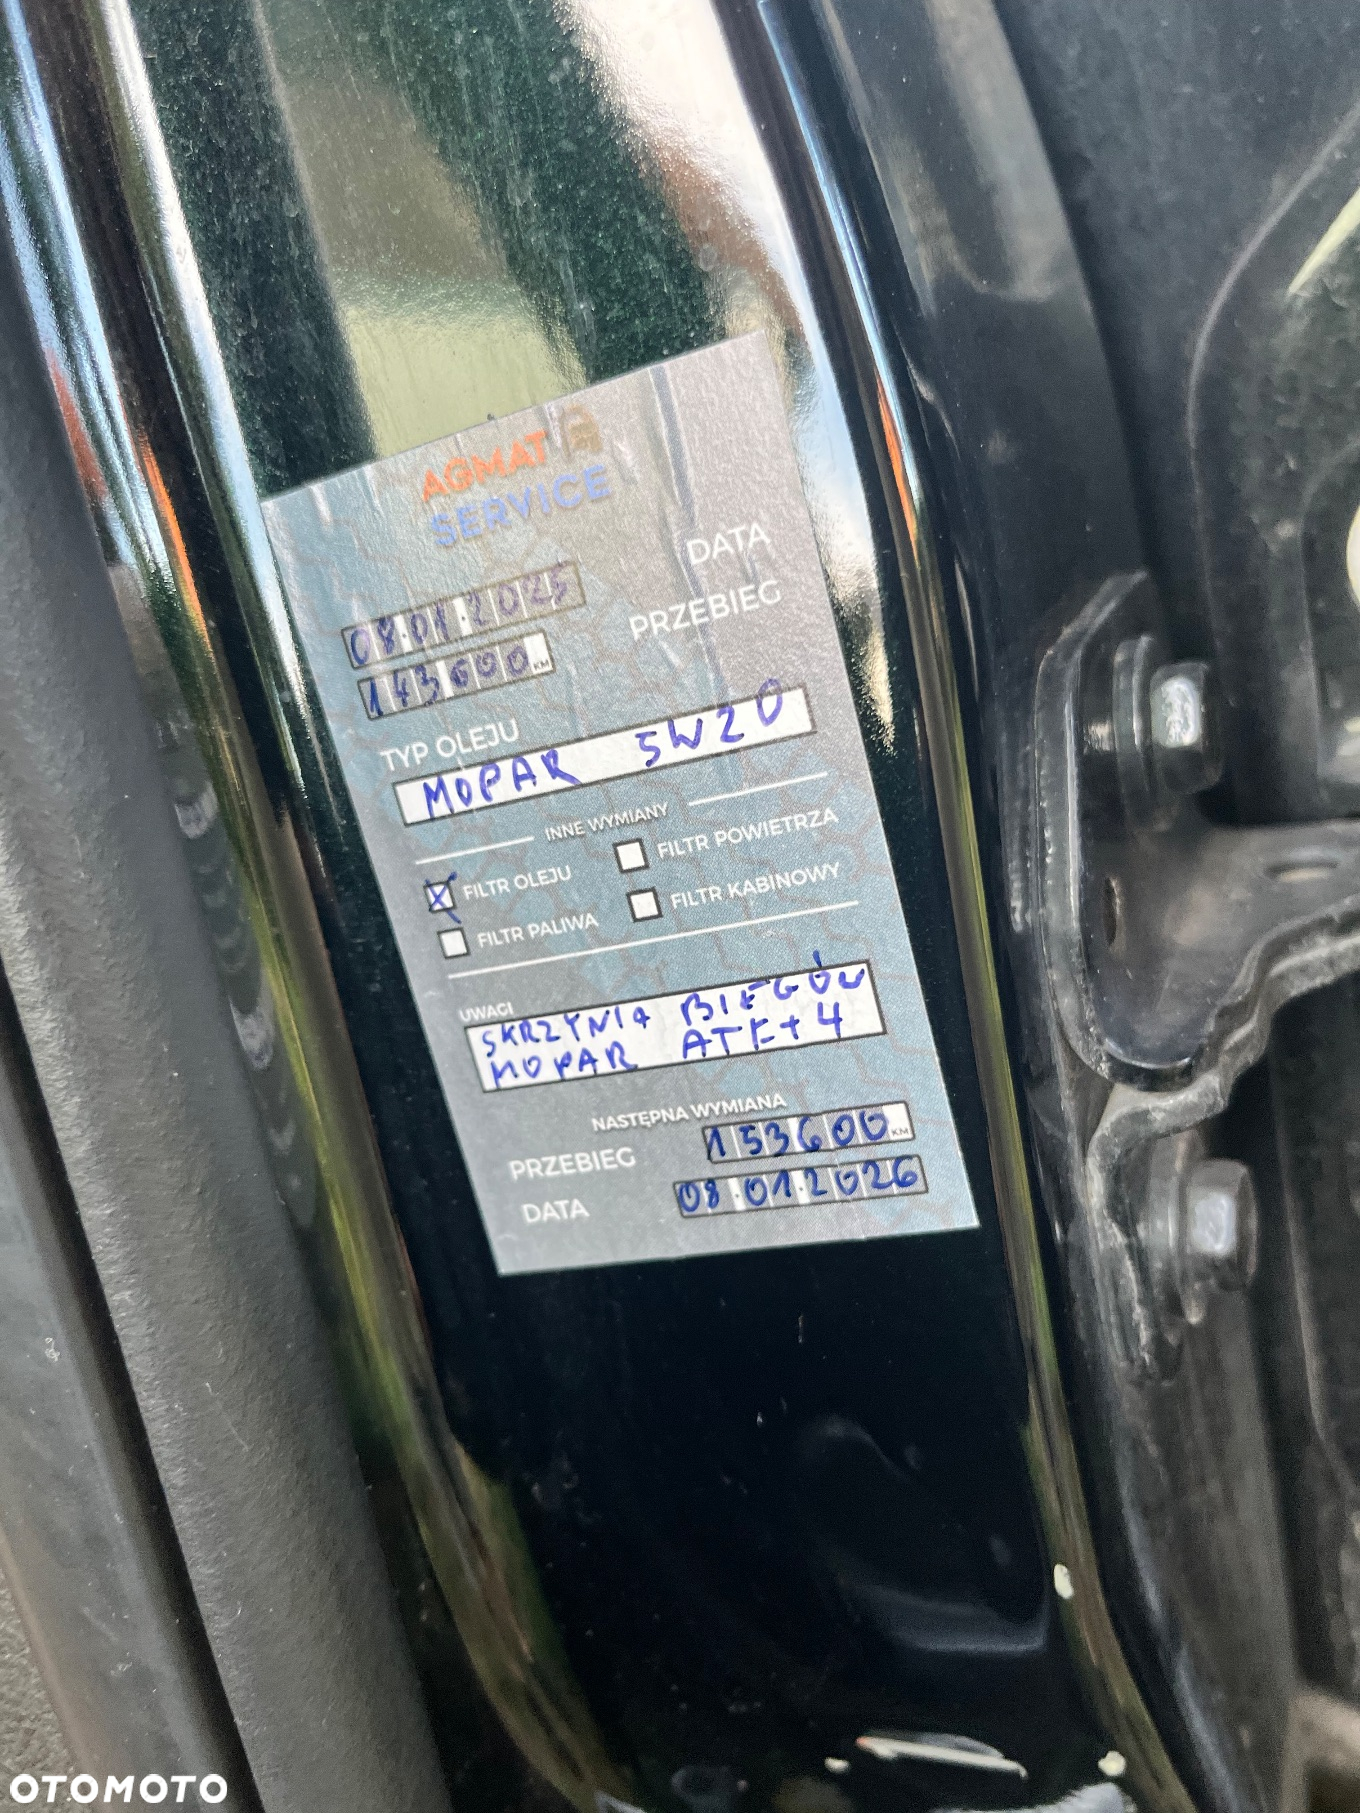 AGMAT
SERVICE
08.01.2025 DATA
143600 KM PRZEBIEG
TYP OLEJU
MOPAR 5W20
INNE WYMIANY
X FILTR OLEJU FILTR POWIETRZA
FILTR PALIWA FILTR KABINOWY
UWAGI
SKRZYNIA BIEGÓW
MOPAR ATF+4
NASTĘPNA WYMIANA
PRZEBIEG 153600 KM
DATA 08.01.2026
OTOMOTO